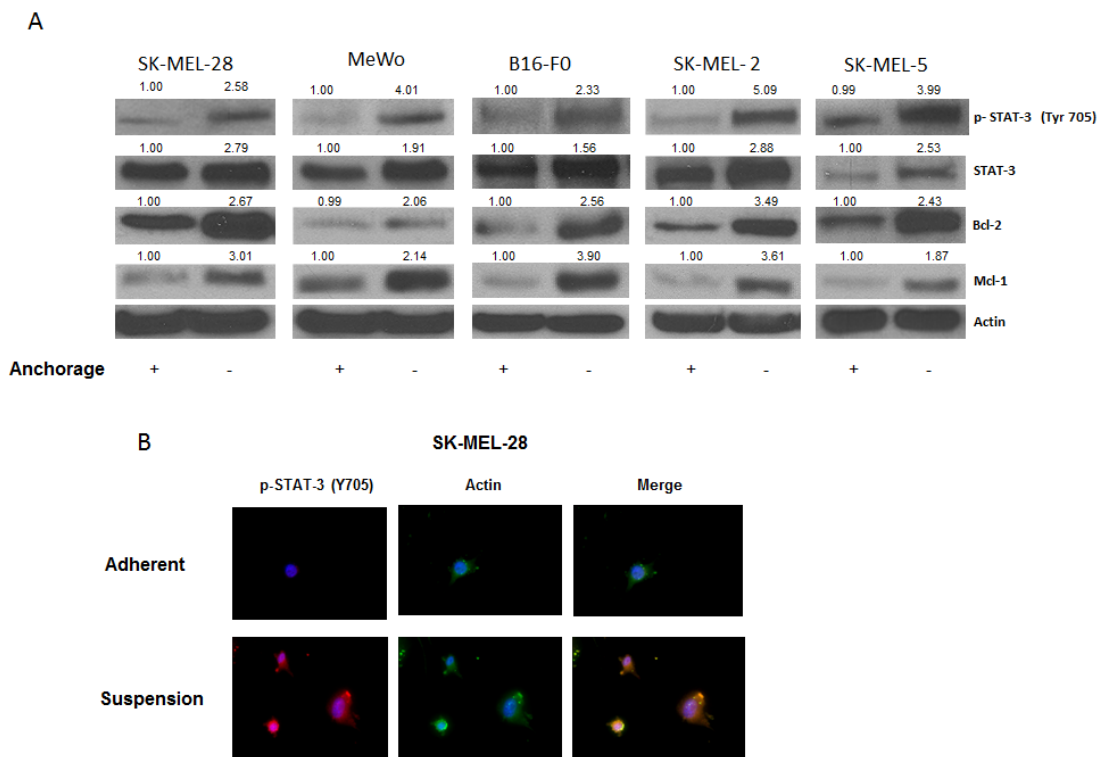 A
SK-MEL-28 MeWo B16-F0 SK-MEL- 2 SK-MEL-5
1.00 2.58 1.00 4.01 1.00 2.33 1.00 5.09 0.99 3.99
p- STAT-3 (Tyr 705)
1.00 2.79 1.00 1.91 1.00 1.56 1.00 2.88 1.00 2.53
STAT-3
1.00 2.67 0.99 2.06 1.00 2.56 1.00 3.49 1.00 2.43
Bcl-2
1.00 3.01 1.00 2.14 1.00 3.90 1.00 3.61 1.00 1.87
Mcl-1
Actin
Anchorage + - + - + - + - + -
B
SK-MEL-28
p-STAT-3 (Y705) Actin Merge
Adherent
Suspension